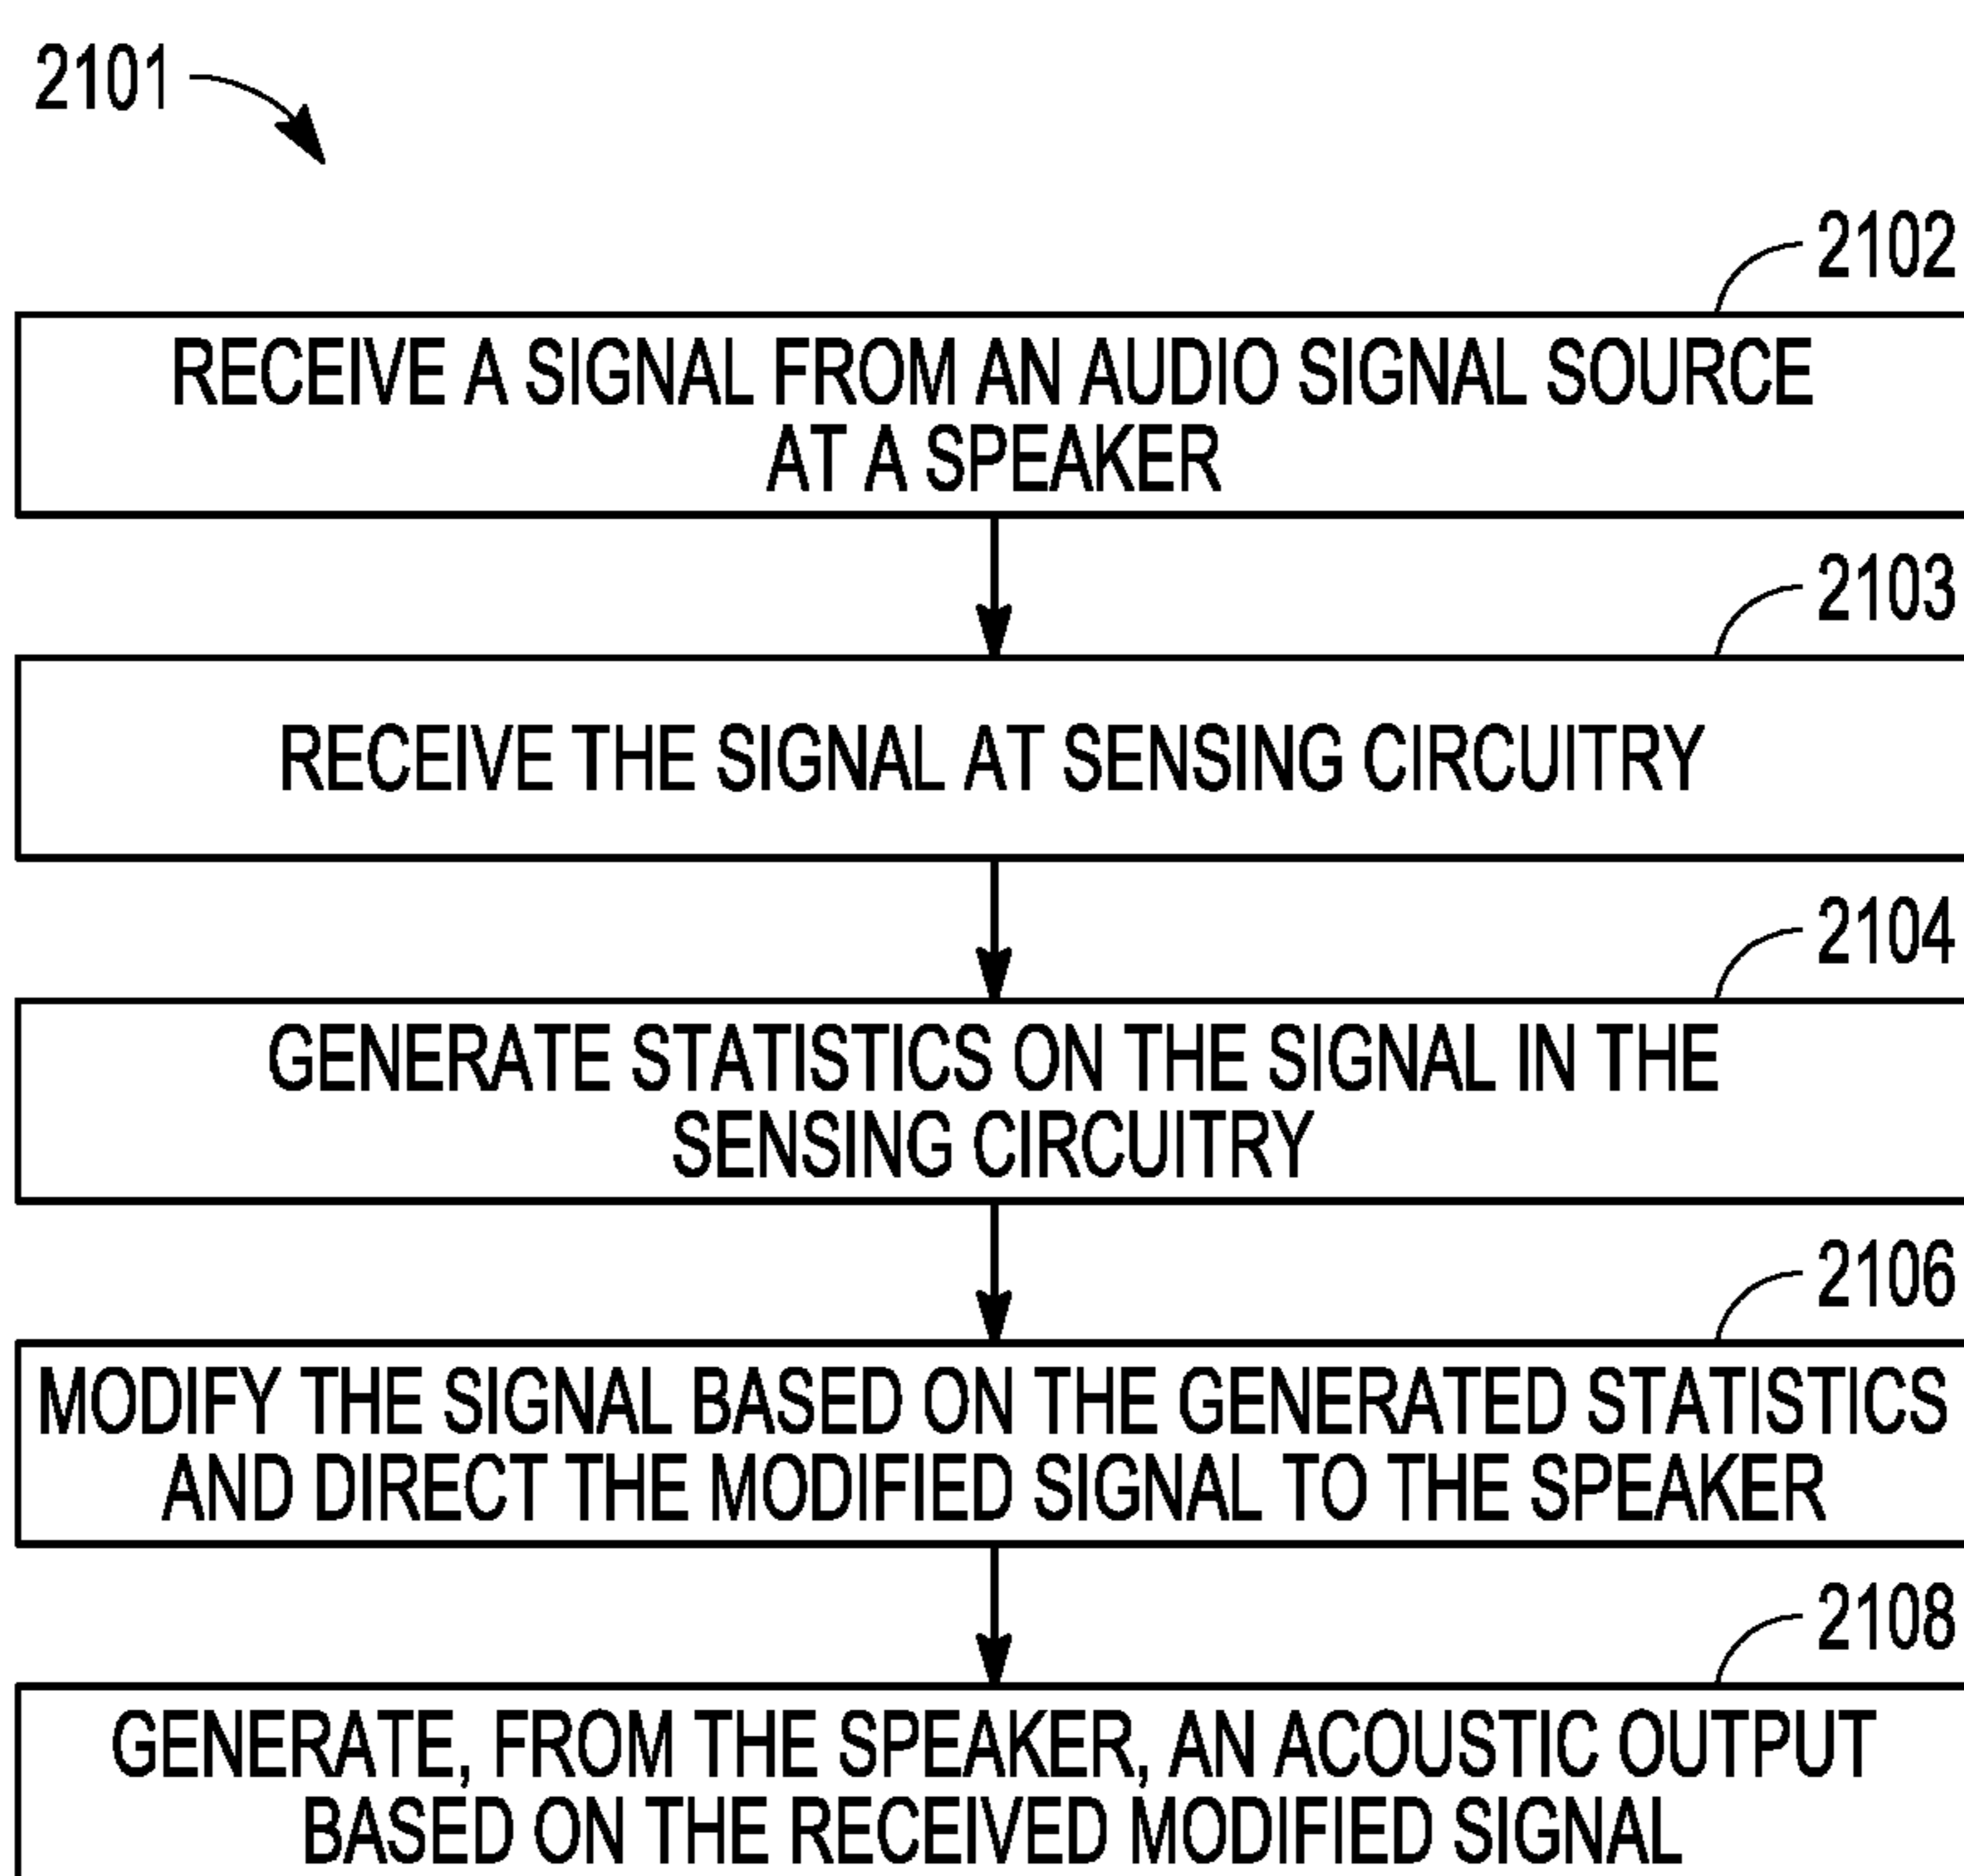 2101
2102
RECEIVE A SIGNAL FROM AN AUDIO SIGNAL SOURCE
AT A SPEAKER
2103
RECEIVE THE SIGNAL AT SENSING CIRCUITRY
2104
GENERATE STATISTICS ON THE SIGNAL IN THE
SENSING CIRCUITRY
2106
MODIFY THE SIGNAL BASED ON THE GENERATED STATISTICS
AND DIRECT THE MODIFIED SIGNAL TO THE SPEAKER
2108
GENERATE, FROM THE SPEAKER, AN ACOUSTIC OUTPUT
BASED ON THE RECEIVED MODIFIED SIGNAL